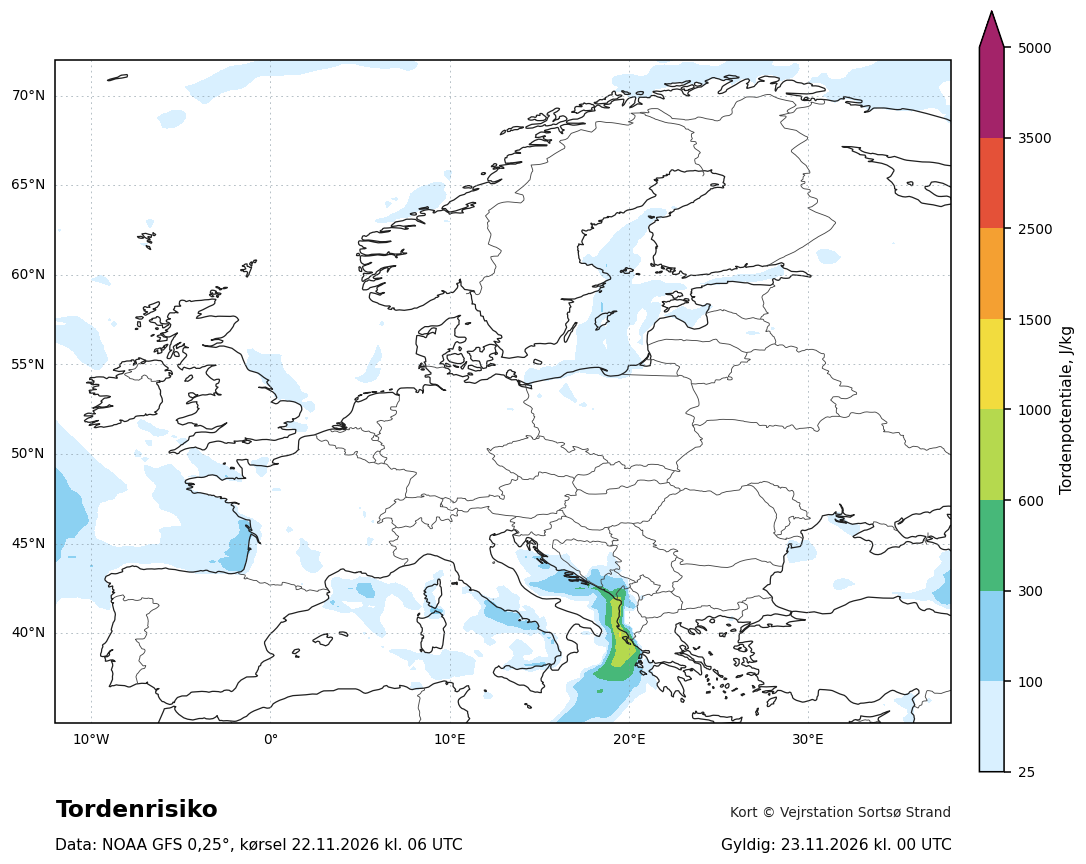 70°N
65°N
60°N
55°N
50°N
45°N
40°N
10°W
0°
10°E
20°E
30°E
5000
3500
2500
1500
1000
600
300
100
25
Tordenpotentiale, J/kg
Tordenrisiko
Kort © Vejrstation Sortsø Strand
Data: NOAA GFS 0,25°, kørsel 22.11.2026 kl. 06 UTC
Gyldig: 23.11.2026 kl. 00 UTC